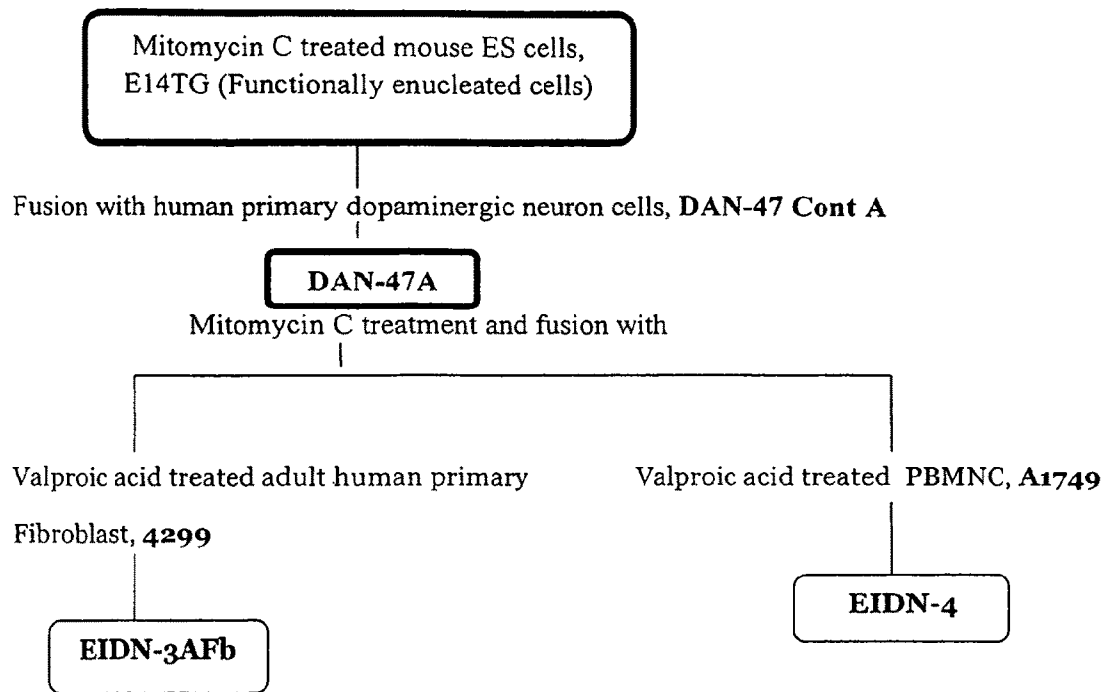 Mitomycin C treated mouse ES cells,
E14TG (Functionally enucleated cells)
Fusion with human primary dopaminergic neuron cells, DAN-47 Cont A
DAN-47A
Mitomycin C treatment and fusion with
Valproic acid treated adult human primary
Fibroblast, 4299
EIDN-3AFb
Valproic acid treated PBMNC, A1749
EIDN-4